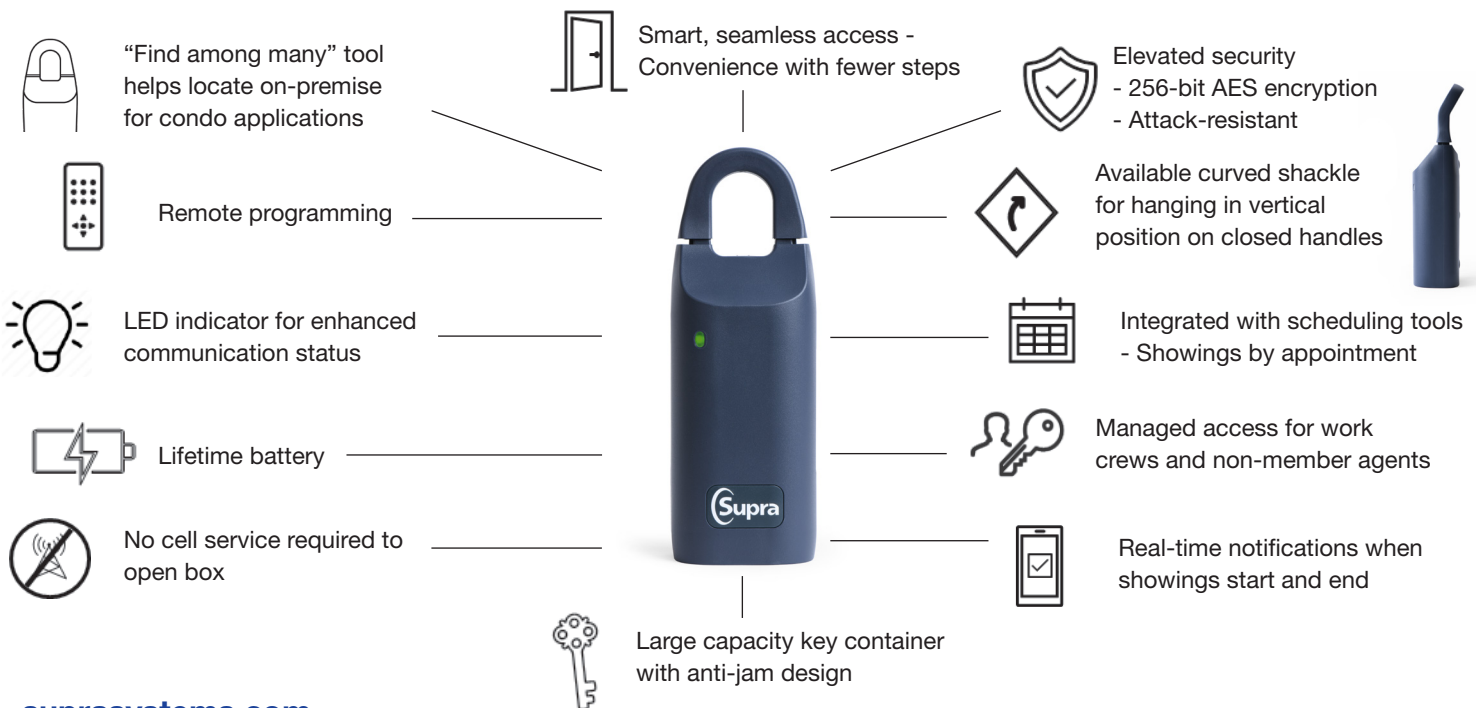 “Find among many” tool
helps locate on-premise
for condo applications
Smart, seamless access -
Convenience with fewer steps
Elevated security
- 256-bit AES encryption
- Attack-resistant
Remote programming
Available curved shackle
for hanging in vertical
position on closed handles
LED indicator for enhanced
communication status
Integrated with scheduling tools
- Showings by appointment
Lifetime battery
Managed access for work
crews and non-member agents
Supra
No cell service required to
open box
Real-time notifications when
showings start and end
Large capacity key container
with anti-jam design
suprasystems.com